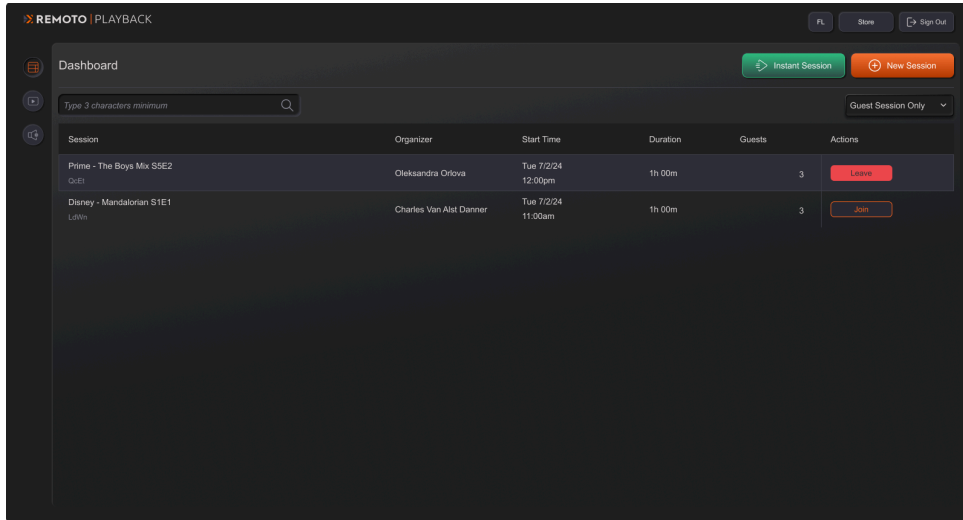 REMOTO | PLAYBACK
FL
Store
Sign Out
Dashboard
Instant Session
New Session
Type 3 characters minimum
Guest Session Only
Session Organizer Start Time Duration Guests Actions
Prime - The Boys Mix S5E2
QcEt
Oleksandra Orlova
Tue 7/2/24
12:00pm
1h 00m
3
Leave
Disney - Mandalorian S1E1
LdWn
Charles Van Alst Danner
Tue 7/2/24
11:00am
1h 00m
3
Join